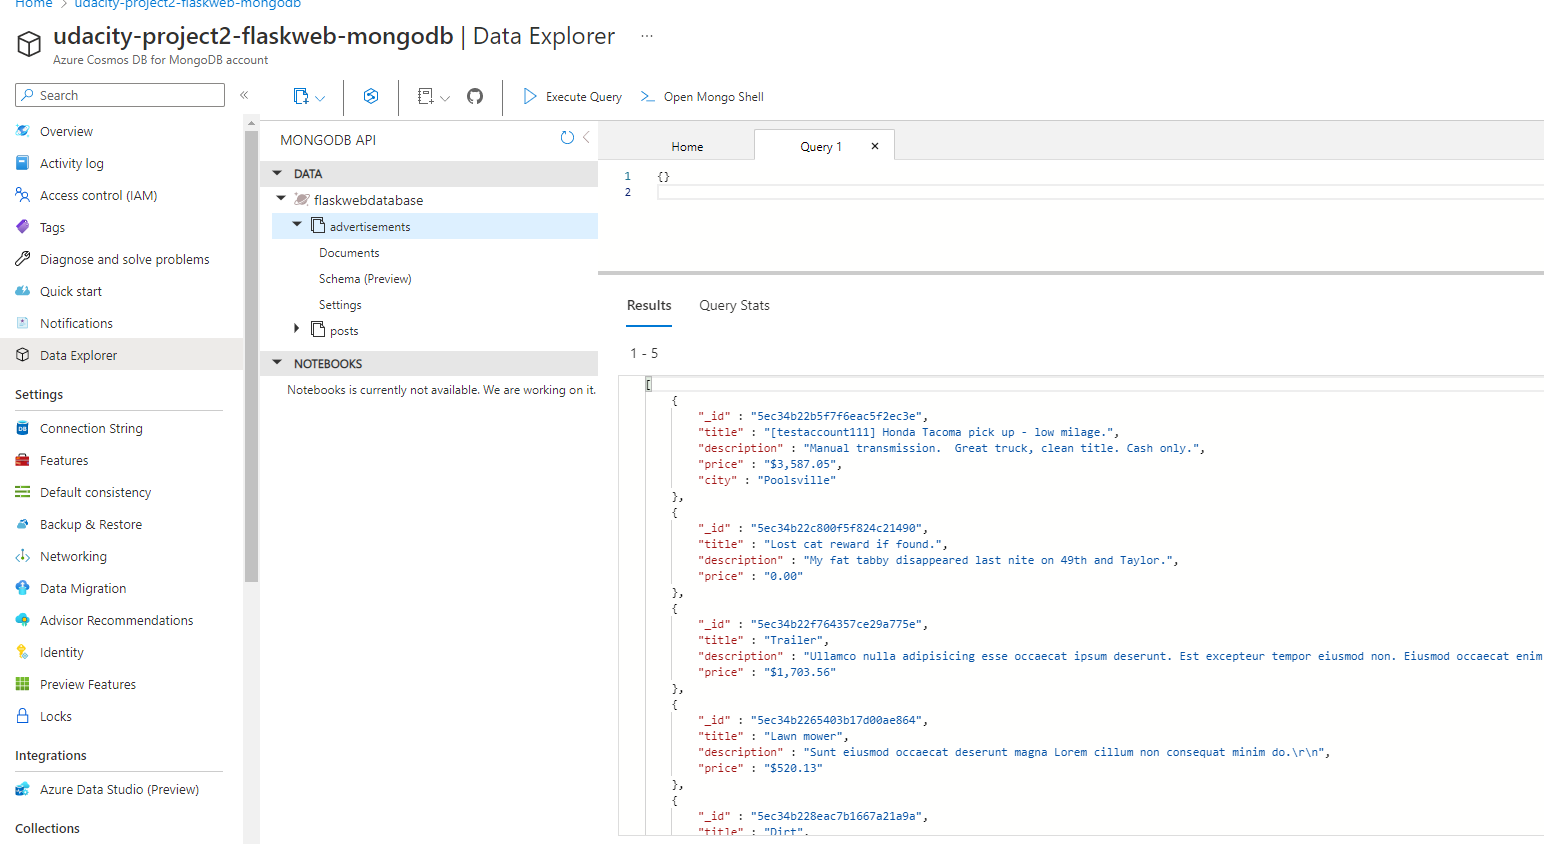 Home > udacity-project2-flaskweb-mongodb
udacity-project2-flaskweb-mongodb | Data Explorer ...
Azure Cosmos DB for MongoDB account
Search
«
Overview
Activity log
Access control (IAM)
Tags
Diagnose and solve problems
Quick start
Notifications
Data Explorer
Settings
Connection String
Features
Default consistency
Backup & Restore
Networking
Data Migration
Advisor Recommendations
Identity
Preview Features
Locks
Integrations
Azure Data Studio (Preview)
Collections
Execute Query
Open Mongo Shell
MONGODB API
DATA
flaskwebdatabase
advertisements
Documents
Schema (Preview)
Settings
posts
NOTEBOOKS
Notebooks is currently not available. We are working on it.
Home
Query 1
1 {}
2
Results
Query Stats
1 - 5
[
{
"_id" : "5ec34b22b5f7f6eac5f2ec3e",
"title" : "[testaccount111] Honda Tacoma pick up - low milage.",
"description" : "Manual transmission.  Great truck, clean title. Cash only.",
"price" : "$3,587.05",
"city" : "Poolsville"
},
{
"_id" : "5ec34b22c800f5f824c21490",
"title" : "Lost cat reward if found.",
"description" : "My fat tabby disappeared last nite on 49th and Taylor.",
"price" : "0.00"
},
{
"_id" : "5ec34b22f764357ce29a775e",
"title" : "Trailer",
"description" : "Ullamco nulla adipisicing esse occaecat ipsum deserunt. Est excepteur tempor eiusmod non. Eiusmod occaecat enim
"price" : "$1,703.56"
},
{
"_id" : "5ec34b2265403b17d00ae864",
"title" : "Lawn mower",
"description" : "Sunt eiusmod occaecat deserunt magna Lorem cillum non consequat minim do.\r\n",
"price" : "$520.13"
},
{
"_id" : "5ec34b228eac7b1667a21a9a",
"title" : "Dirt",